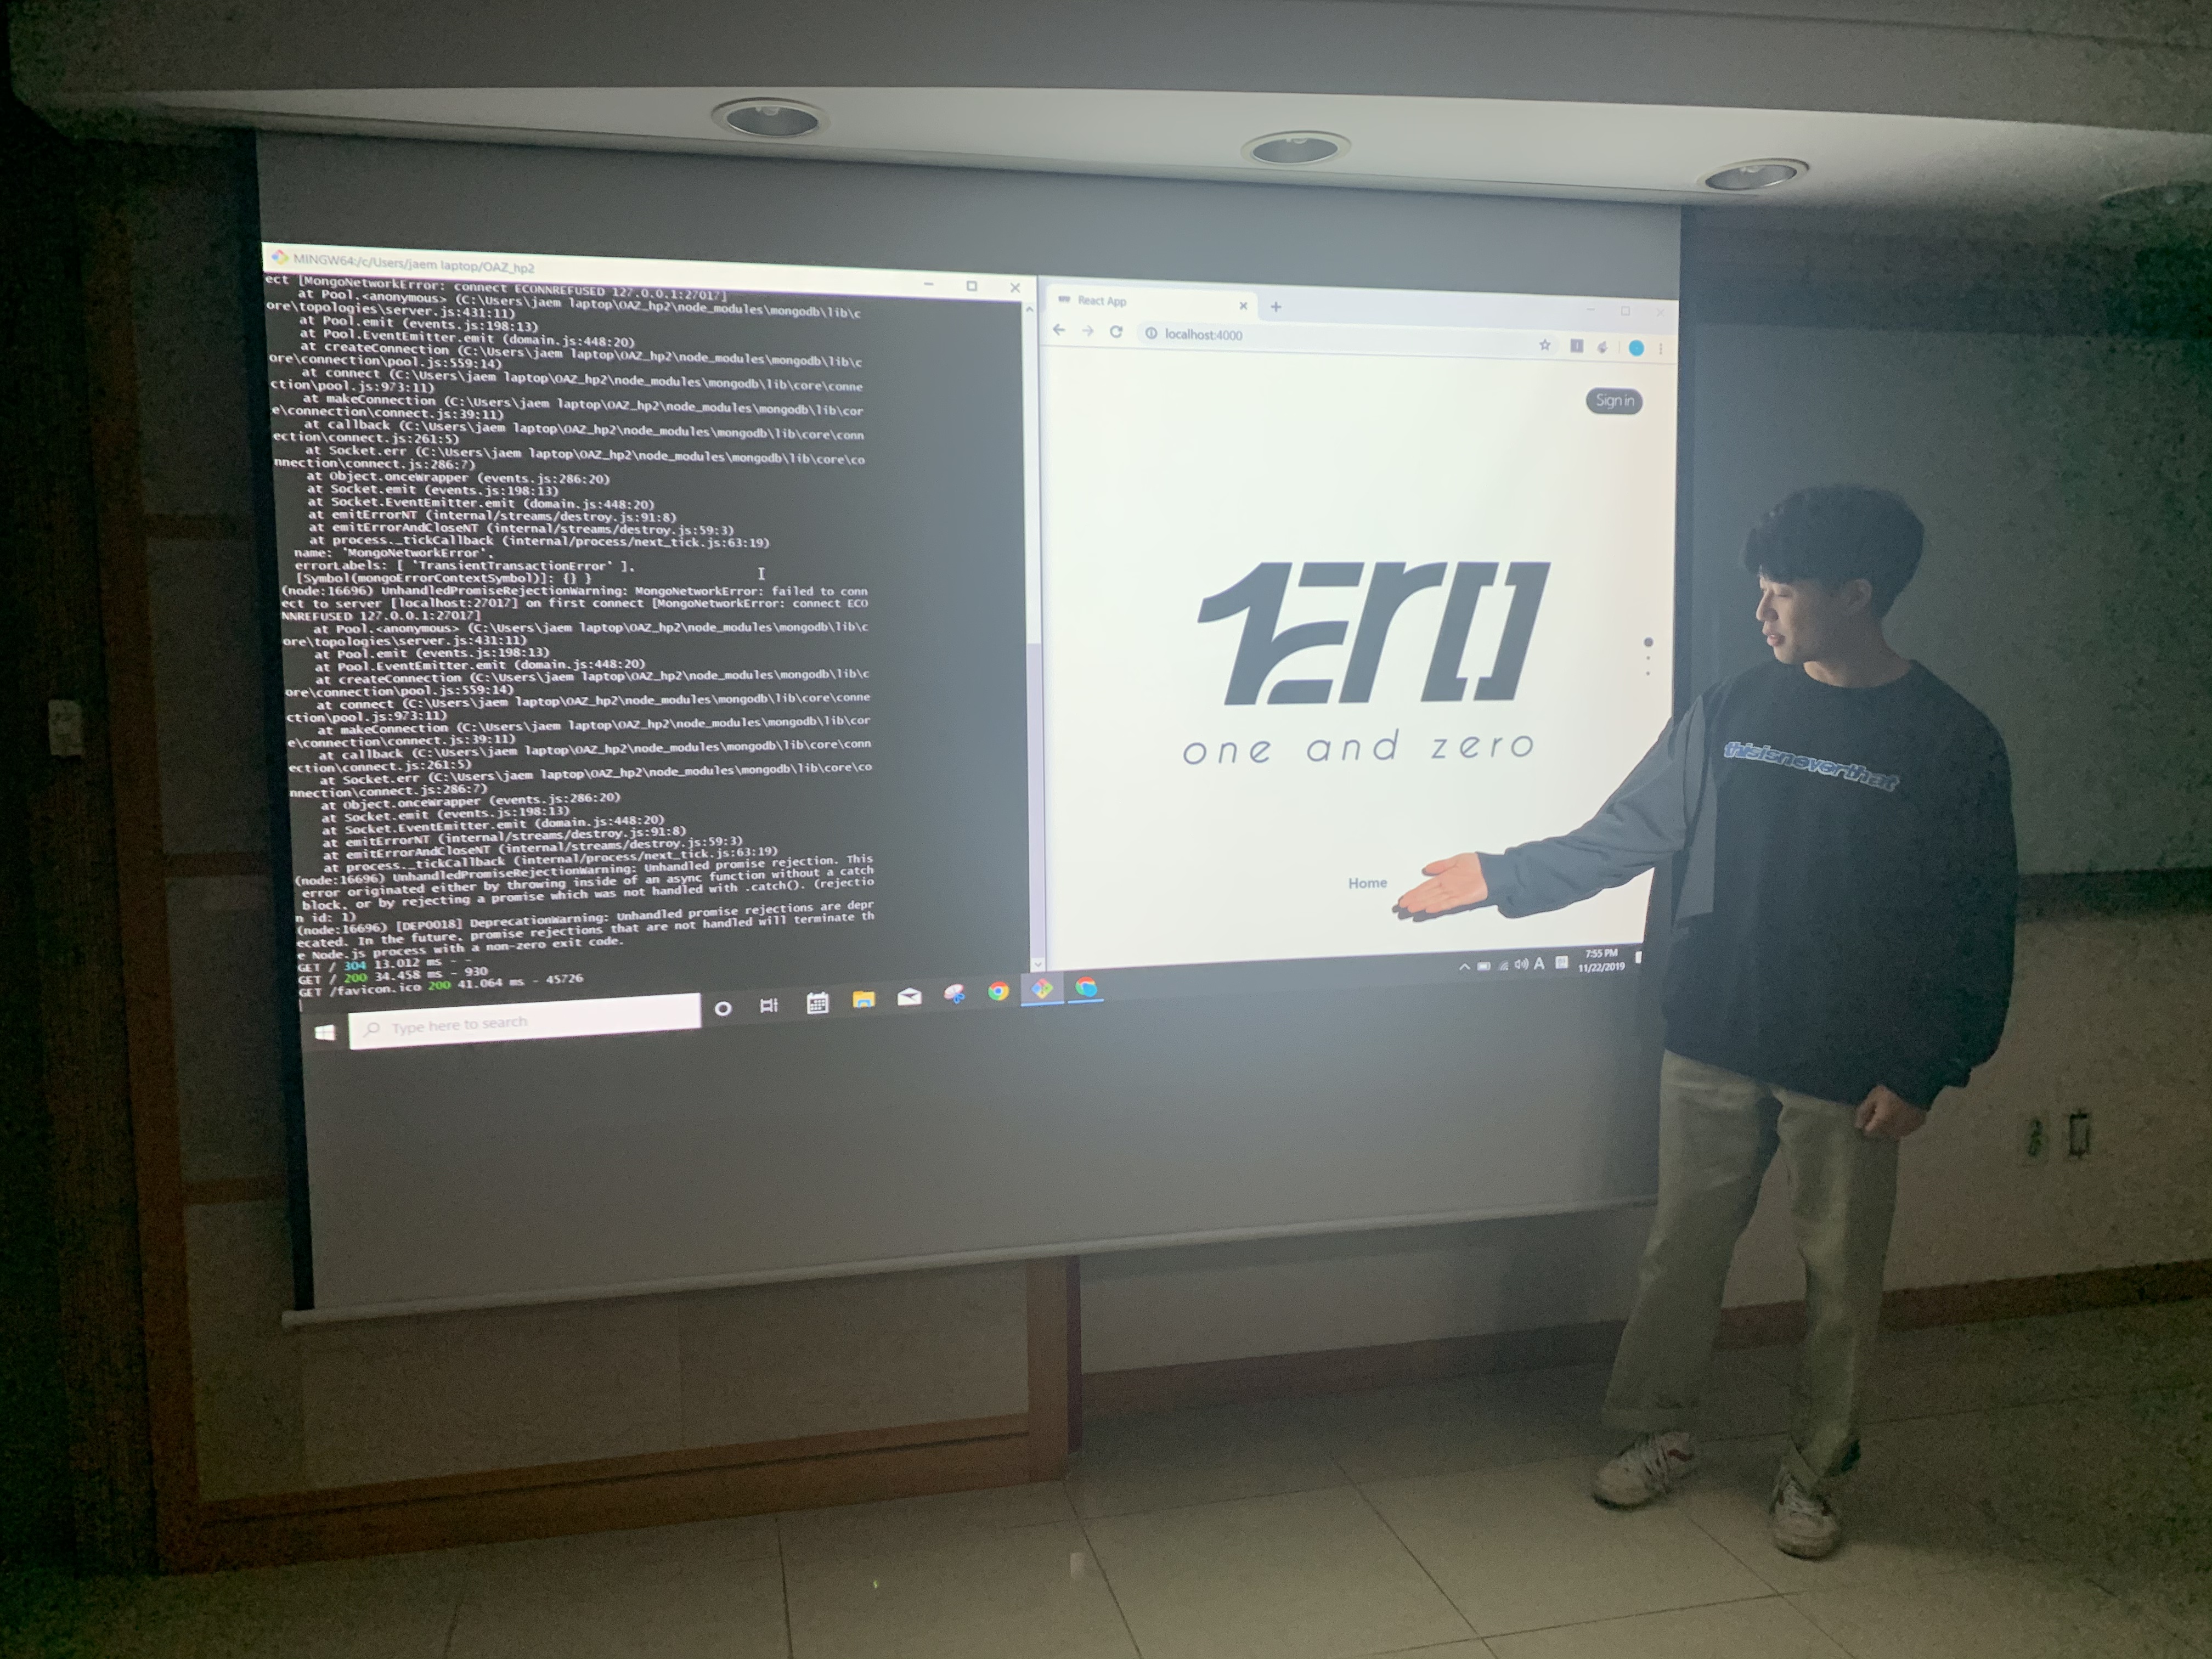 MINGW64:/c/Users/jaem laptop/OAZ_hp2
ect [MongoNetworkError: connect ECONNREFUSED 127.0.0.1:27017]
at Pool.<anonymous> (C:\Users\jaem laptop\OAZ_hp2\node_modules\mongodb\lib\c
ore\topologies\server.js:431:11)
at Pool.emit (events.js:198:13)
at Pool.EventEmitter.emit (domain.js:448:20)
at createConnection (C:\Users\jaem laptop\OAZ_hp2\node_modules\mongodb\lib\c
ore\connection\pool.js:559:14)
at connect (C:\Users\jaem laptop\OAZ_hp2\node_modules\mongodb\lib\core\conne
ction\pool.js:973:11)
at makeConnection (C:\Users\jaem laptop\OAZ_hp2\node_modules\mongodb\lib\cor
e\connection\connect.js:39:11)
at callback (C:\Users\jaem laptop\OAZ_hp2\node_modules\mongodb\lib\core\conn
ection\connect.js:261:5)
at Socket.err (C:\Users\jaem laptop\OAZ_hp2\node_modules\mongodb\lib\core\co
nnection\connect.js:286:7)
at Object.onceWrapper (events.js:286:20)
at Socket.emit (events.js:198:13)
at Socket.EventEmitter.emit (domain.js:448:20)
at emitErrorNT (internal/streams/destroy.js:91:8)
at emitErrorAndCloseNT (internal/streams/destroy.js:59:3)
at process._tickCallback (internal/process/next_tick.js:63:19)
name: 'MongoNetworkError',
errorLabels: [ 'TransientTransactionError' ],
[Symbol(mongoErrorContextSymbol)]: {} }
(node:16696) UnhandledPromiseRejectionWarning: MongoNetworkError: failed to conn
ect to server [localhost:27017] on first connect [MongoNetworkError: connect ECO
NNREFUSED 127.0.0.1:27017]
at Pool.<anonymous> (C:\Users\jaem laptop\OAZ_hp2\node_modules\mongodb\lib\c
ore\topologies\server.js:431:11)
at Pool.emit (events.js:198:13)
at Pool.EventEmitter.emit (domain.js:448:20)
at createConnection (C:\Users\jaem laptop\OAZ_hp2\node_modules\mongodb\lib\c
ore\connection\pool.js:559:14)
at connect (C:\Users\jaem laptop\OAZ_hp2\node_modules\mongodb\lib\core\conne
ction\pool.js:973:11)
at makeConnection (C:\Users\jaem laptop\OAZ_hp2\node_modules\mongodb\lib\cor
e\connection\connect.js:39:11)
at callback (C:\Users\jaem laptop\OAZ_hp2\node_modules\mongodb\lib\core\conn
ection\connect.js:261:5)
at Socket.err (C:\Users\jaem laptop\OAZ_hp2\node_modules\mongodb\lib\core\co
nnection\connect.js:286:7)
at Object.onceWrapper (events.js:286:20)
at Socket.emit (events.js:198:13)
at Socket.EventEmitter.emit (domain.js:448:20)
at emitErrorNT (internal/streams/destroy.js:91:8)
at emitErrorAndCloseNT (internal/streams/destroy.js:59:3)
at process._tickCallback (internal/process/next_tick.js:63:19)
(node:16696) UnhandledPromiseRejectionWarning: Unhandled promise rejection. This
error originated either by throwing inside of an async function without a catch
block, or by rejecting a promise which was not handled with .catch(). (rejectio
n id: 1)
(node:16696) [DEP0018] DeprecationWarning: Unhandled promise rejections are depr
ecated. In the future, promise rejections that are not handled will terminate th
e Node.js process with a non-zero exit code.
GET / 304 13.012 ms - -
GET / 200 34.458 ms - 930
GET /favicon.ico 200 41.064 ms - 45726
Type here to search
React App
localhost:4000
Sign in
1ZEr[]
one and zero
Home
A
7:55 PM
11/22/2019
thisisneverthat